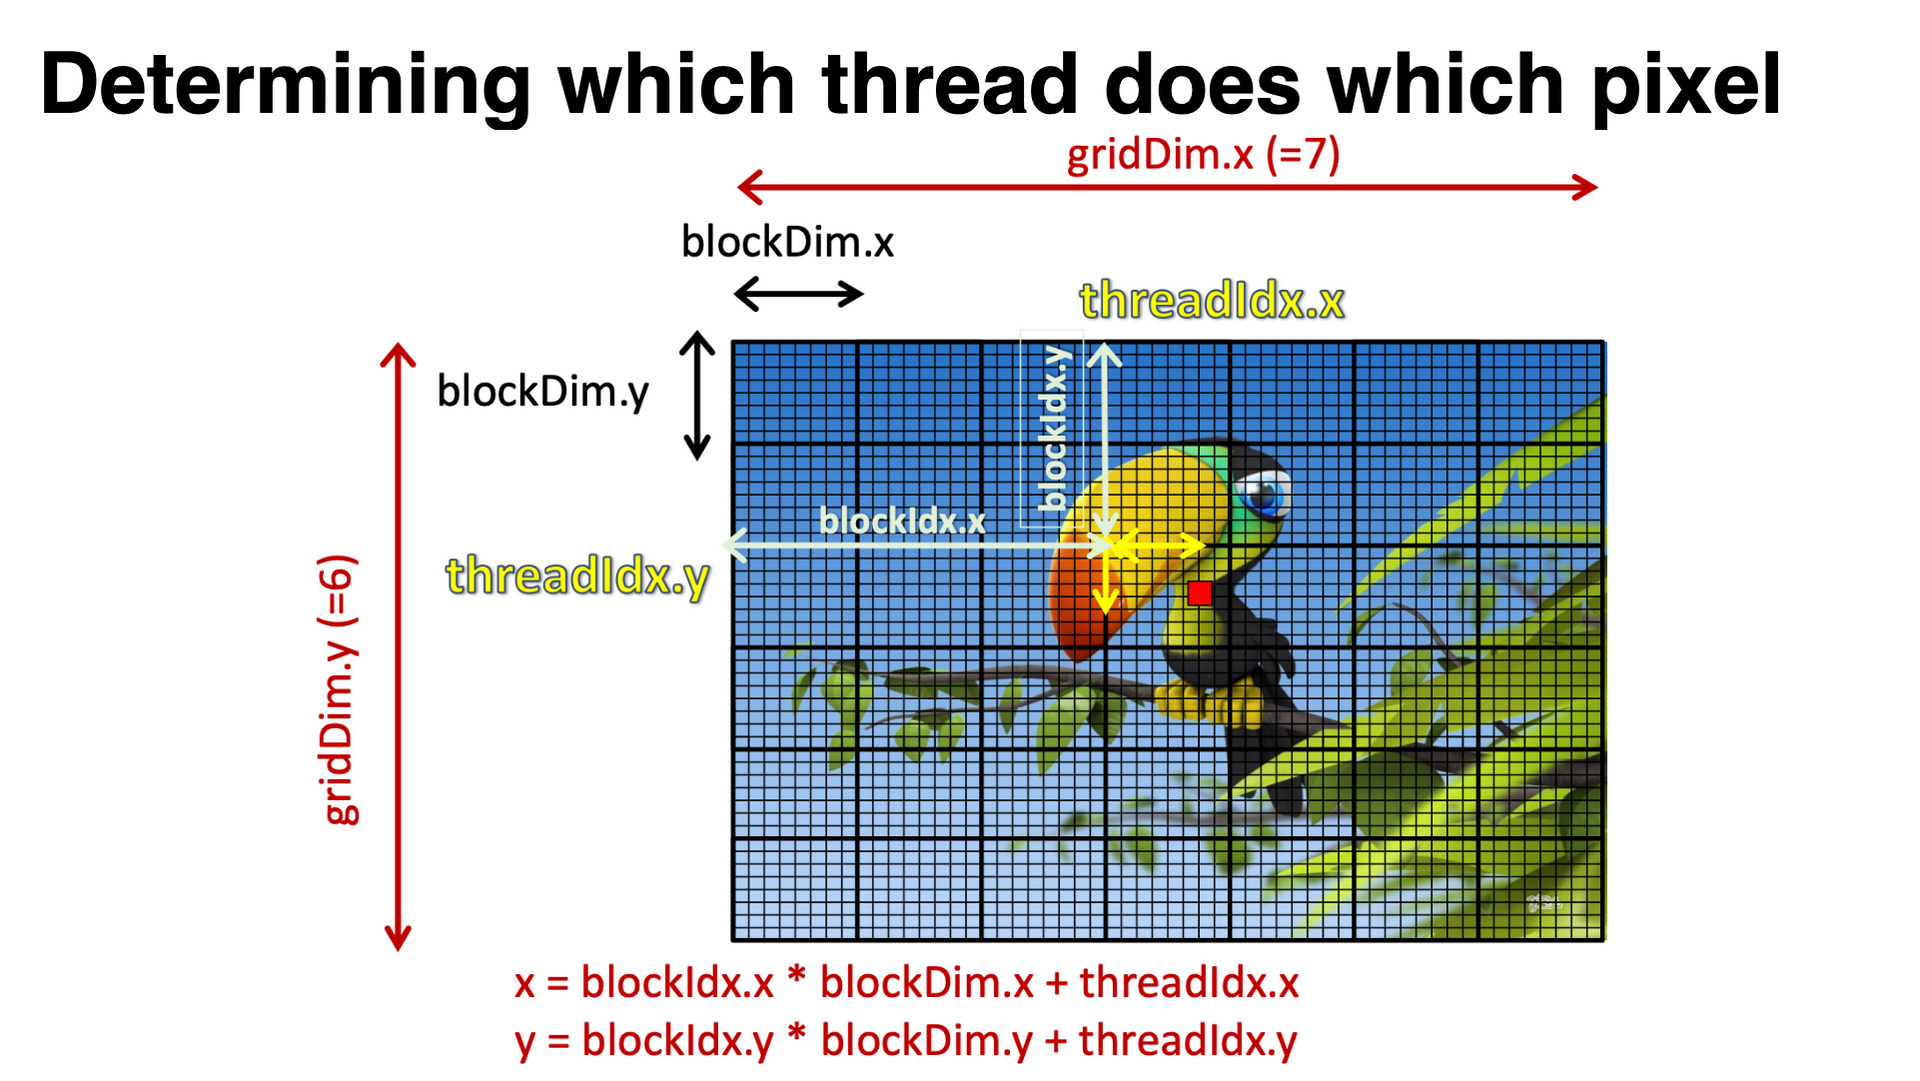 Determining which thread does which pixel
gridDim.x (=7)
blockDim.x
threadIdx.x
blockDim.y
blockIdx.y
blockIdx.x
threadIdx.y
gridDim.y (=6)
x = blockIdx.x * blockDim.x + threadIdx.x
y = blockIdx.y * blockDim.y + threadIdx.y